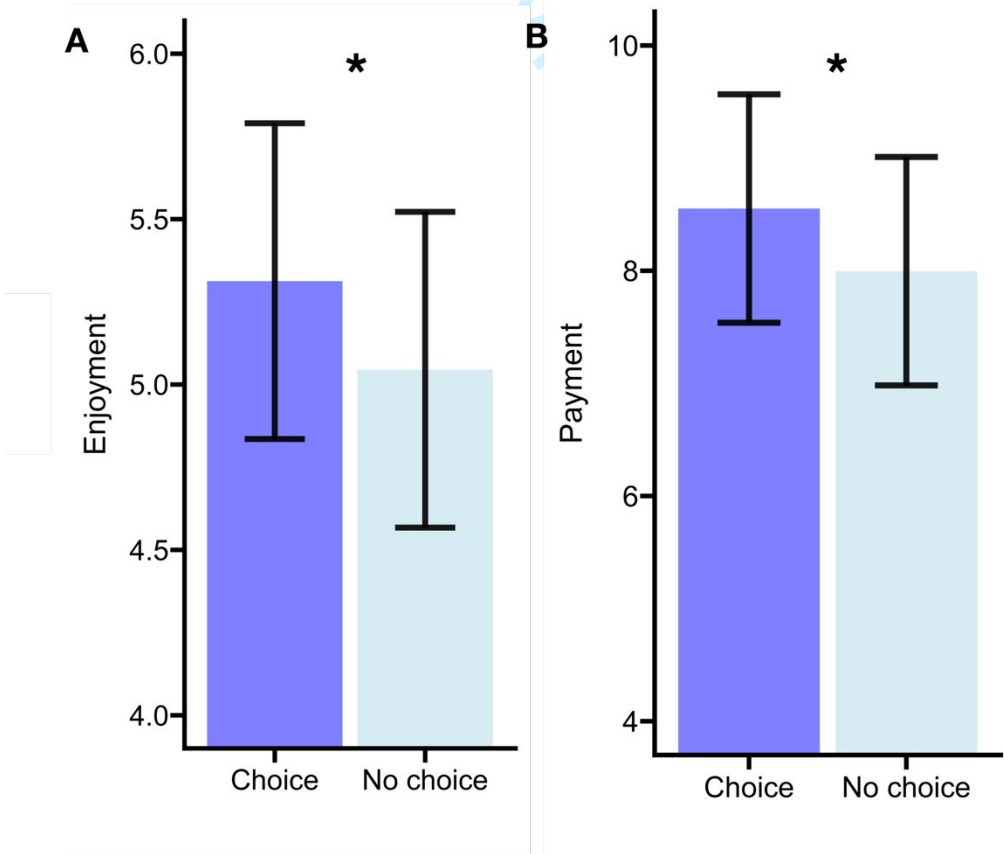 A
Enjoyment
6.0
5.5
5.0
4.5
4.0
*
Choice
No choice
B
Payment
10
8
6
4
*
Choice
No choice